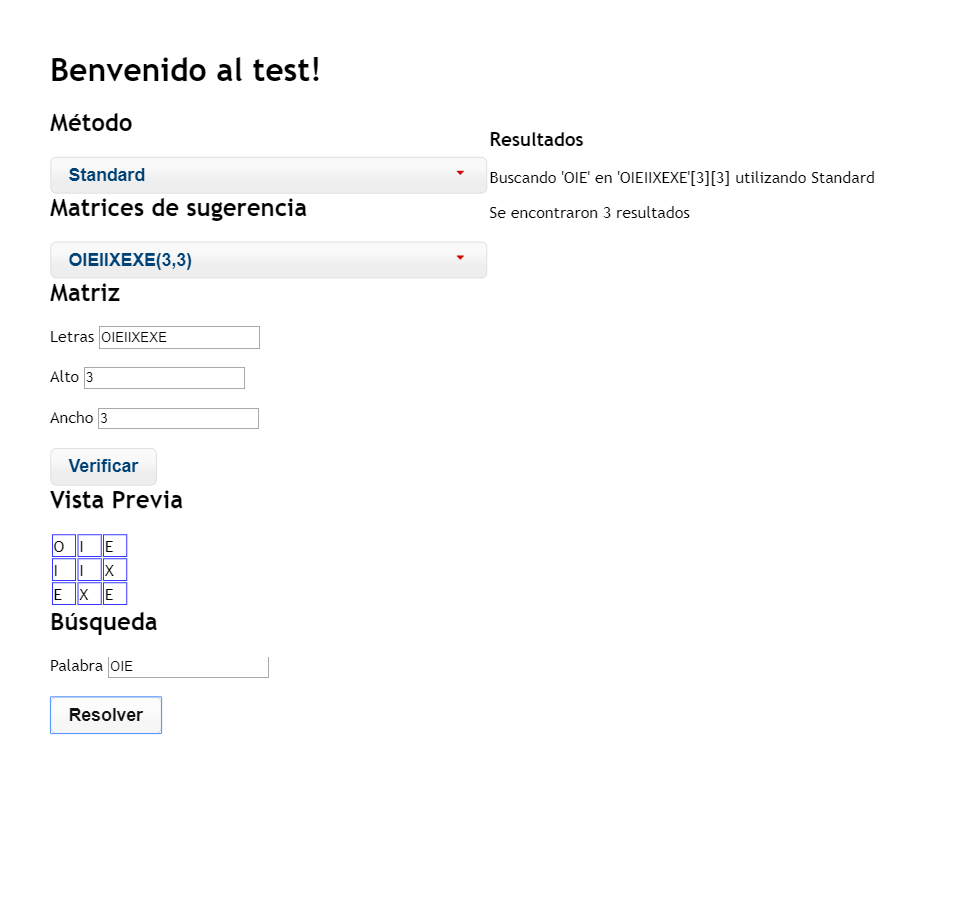 Benvenido al test!
Método
Standard
Matrices de sugerencia
OIEIIXEXE(3,3)
Matriz
Letras OIEIIXEXE
Alto 3
Ancho 3
Verificar
Vista Previa
O I E
I I X
E X E
Búsqueda
Palabra OIE
Resolver
Resultados
Buscando 'OIE' en 'OIEIIXEXE'[3][3] utilizando Standard
Se encontraron 3 resultados